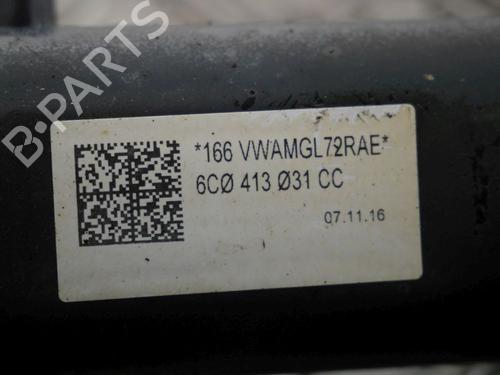 B-PARTS
*166 VWAMGL72RAE*
6CØ 413 Ø31 CC
07.11.16